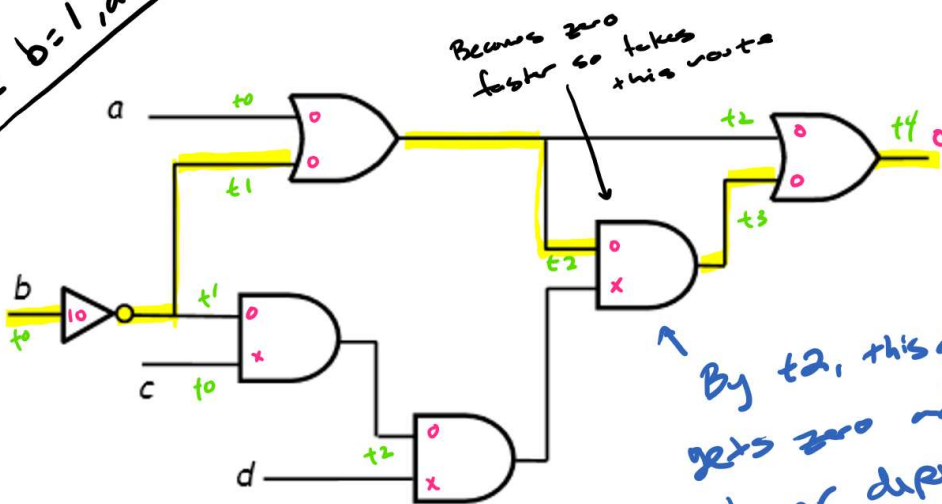 b=1,a
Becomes zero
faster so takes
this route
a
t0
0
0
t1
t2
0
0
t4
0
t3
t2
0
x
b
t0
10
t1
0
x
c
t0
t2
0
x
d
By t2, this
gets zero